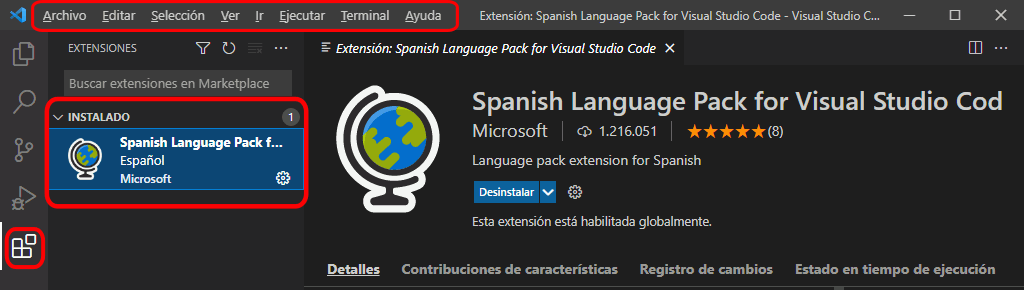 Archivo Editar Selección Ver Ir Ejecutar Terminal Ayuda Extensión: Spanish Language Pack for Visual Studio Code - Visual Studio C...
EXTENSIONES
Extensión: Spanish Language Pack for Visual Studio Code
Buscar extensiones en Marketplace
INSTALADO 1
Spanish Language Pack f...
Español
Microsoft
Spanish Language Pack for Visual Studio Cod
Microsoft 1.216.051 (8)
Language pack extension for Spanish
Desinstalar
Esta extensión está habilitada globalmente.
Detalles Contribuciones de características Registro de cambios Estado en tiempo de ejecución